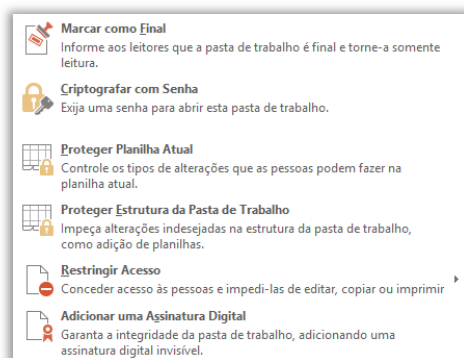 Marcar como Final
Informe aos leitores que a pasta de trabalho é final e torne-a somente
leitura.
Criptografar com Senha
Exija uma senha para abrir esta pasta de trabalho.
Proteger Planilha Atual
Controle os tipos de alterações que as pessoas podem fazer na
planilha atual.
Proteger Estrutura da Pasta de Trabalho
Impeça alterações indesejadas na estrutura da pasta de trabalho,
como adição de planilhas.
Restringir Acesso
Conceder acesso às pessoas e impedi-las de editar, copiar ou imprimir
Adicionar uma Assinatura Digital
Garanta a integridade da pasta de trabalho, adicionando uma
assinatura digital invisível.